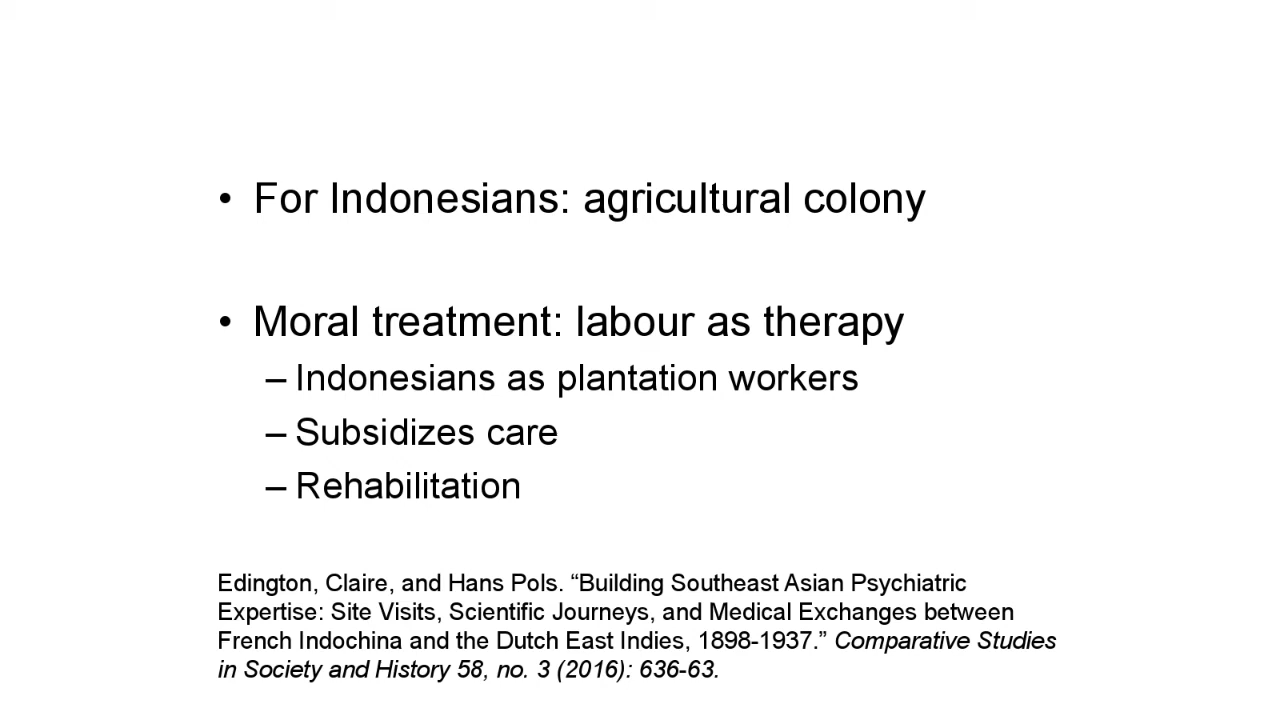 • For Indonesians: agricultural colony
• Moral treatment: labour as therapy
– Indonesians as plantation workers
– Subsidizes care
– Rehabilitation
Edington, Claire, and Hans Pols. “Building Southeast Asian Psychiatric
Expertise: Site Visits, Scientific Journeys, and Medical Exchanges between
French Indochina and the Dutch East Indies, 1898-1937.” Comparative Studies
in Society and History 58, no. 3 (2016): 636-63.